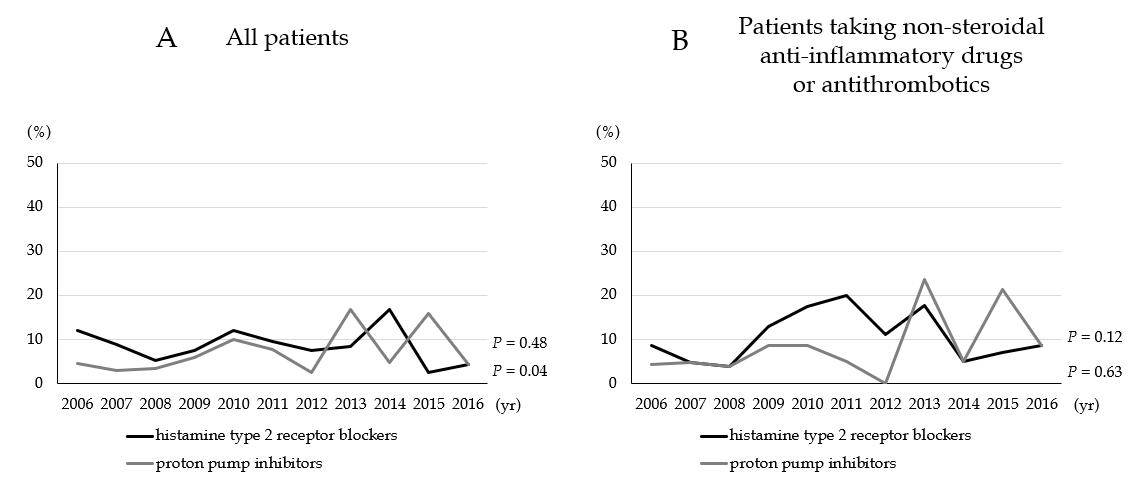 A All patients
(%)
50
40
30
20
10
0
P = 0.48
P = 0.04
2006 2007 2008 2009 2010 2011 2012 2013 2014 2015 2016 (yr)
histamine type 2 receptor blockers
proton pump inhibitors
B Patients taking non-steroidal
anti-inflammatory drugs
or antithrombotics
(%)
50
40
30
20
10
0
P = 0.12
P = 0.63
2006 2007 2008 2009 2010 2011 2012 2013 2014 2015 2016 (yr)
histamine type 2 receptor blockers
proton pump inhibitors